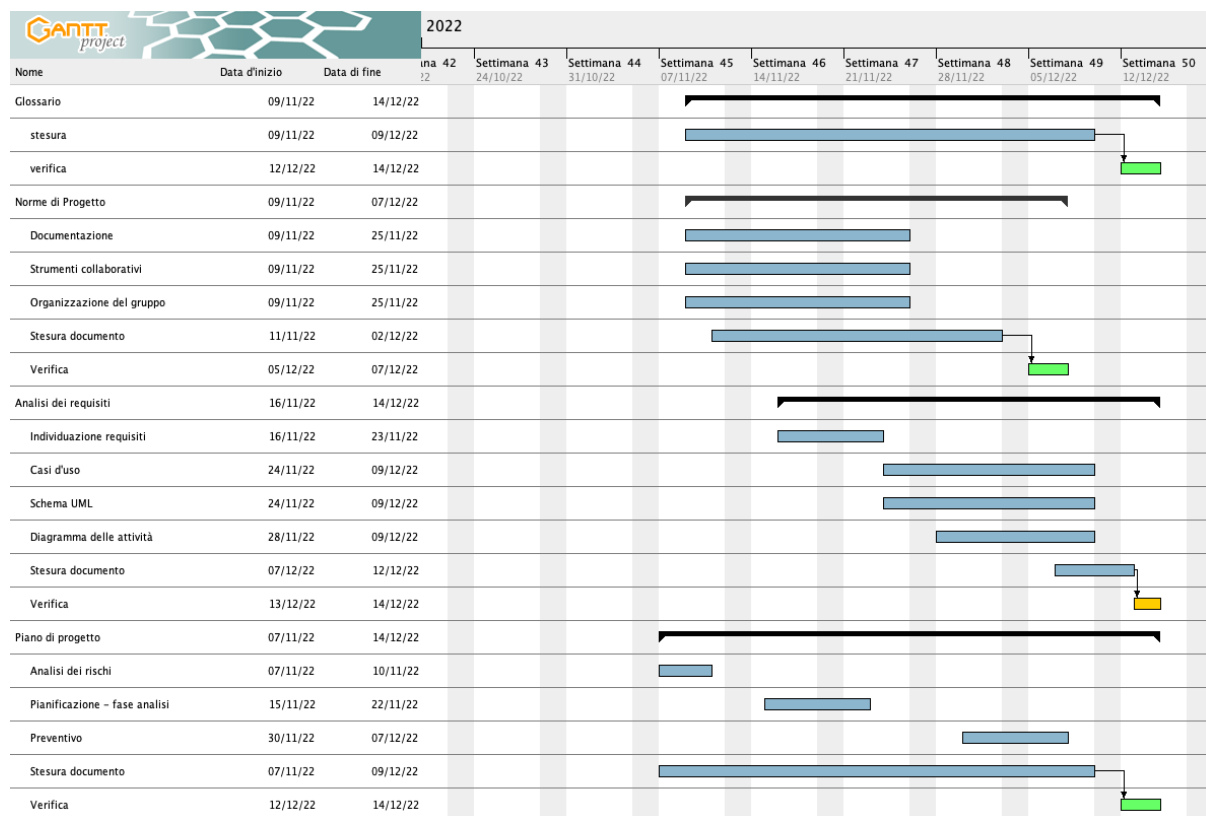 GANTT
project
2022
ana 42 Settimana 43 Settimana 44 Settimana 45 Settimana 46 Settimana 47 Settimana 48 Settimana 49 Settimana 50
Nome Data d'inizio Data di fine 22 24/10/22 31/10/22 07/11/22 14/11/22 21/11/22 28/11/22 05/12/22 12/12/22
Glossario 09/11/22 14/12/22
stesura 09/11/22 09/12/22
verifica 12/12/22 14/12/22
Norme di Progetto 09/11/22 07/12/22
Documentazione 09/11/22 25/11/22
Strumenti collaborativi 09/11/22 25/11/22
Organizzazione del gruppo 09/11/22 25/11/22
Stesura documento 11/11/22 02/12/22
Verifica 05/12/22 07/12/22
Analisi dei requisiti 16/11/22 14/12/22
Individuazione requisiti 16/11/22 23/11/22
Casi d'uso 24/11/22 09/12/22
Schema UML 24/11/22 09/12/22
Diagramma delle attività 28/11/22 09/12/22
Stesura documento 07/12/22 12/12/22
Verifica 13/12/22 14/12/22
Piano di progetto 07/11/22 14/12/22
Analisi dei rischi 07/11/22 10/11/22
Pianificazione - fase analisi 15/11/22 22/11/22
Preventivo 30/11/22 07/12/22
Stesura documento 07/11/22 09/12/22
Verifica 12/12/22 14/12/22